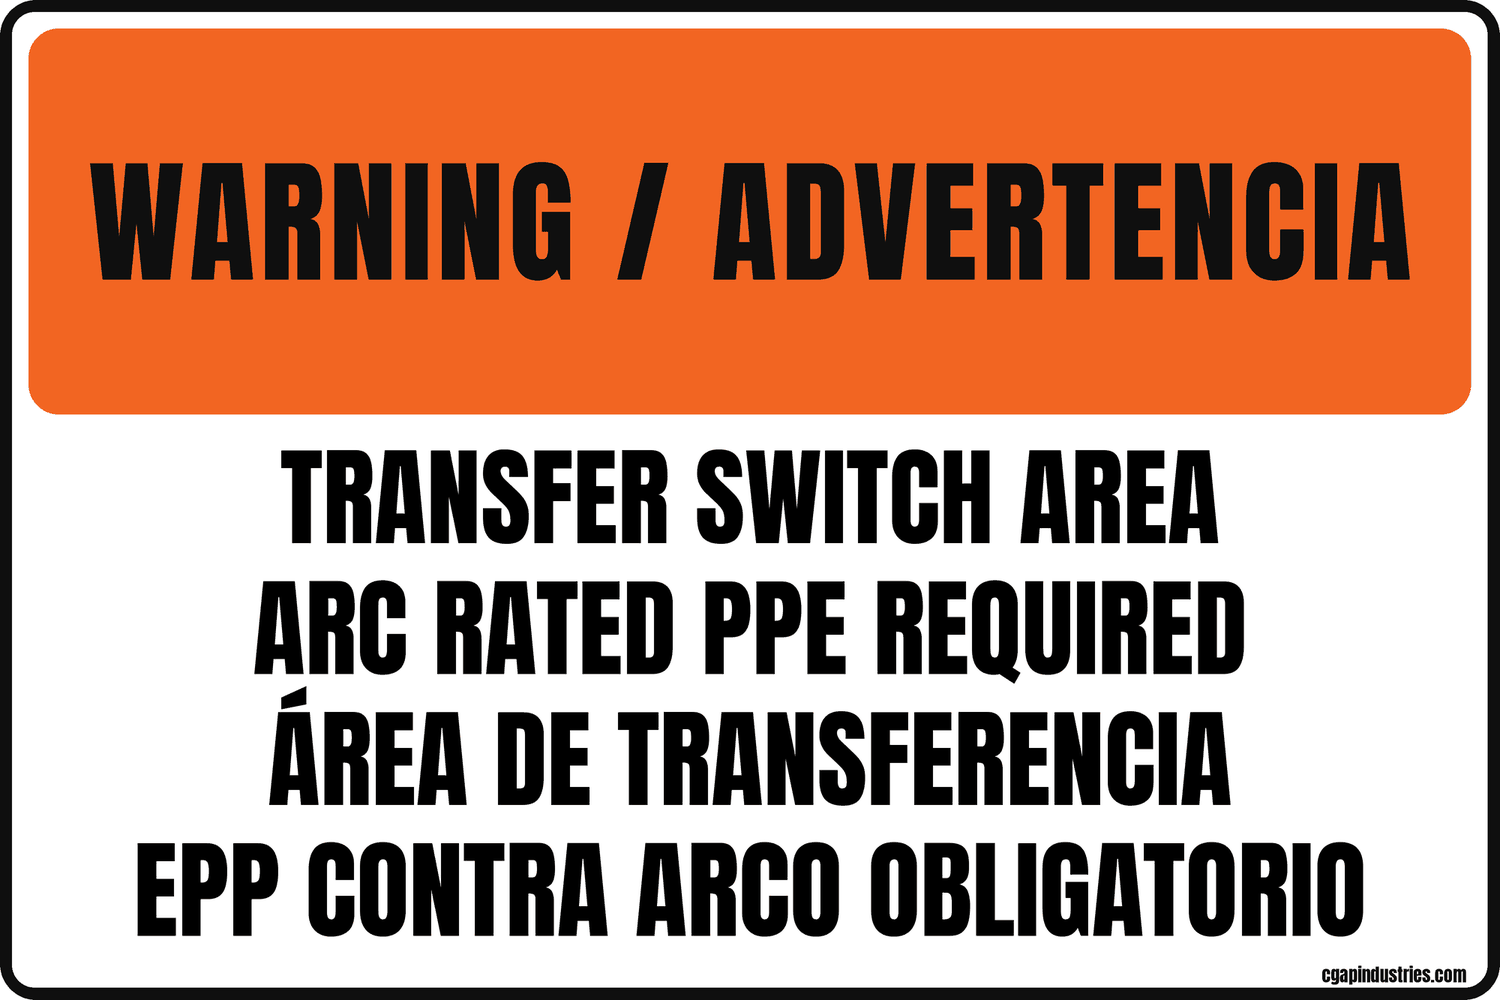 WARNING / ADVERTENCIA
TRANSFER SWITCH AREA
ARC RATED PPE REQUIRED
ÁREA DE TRANSFERENCIA
EPP CONTRA ARCO OBLIGATORIO
cgapindustries.com